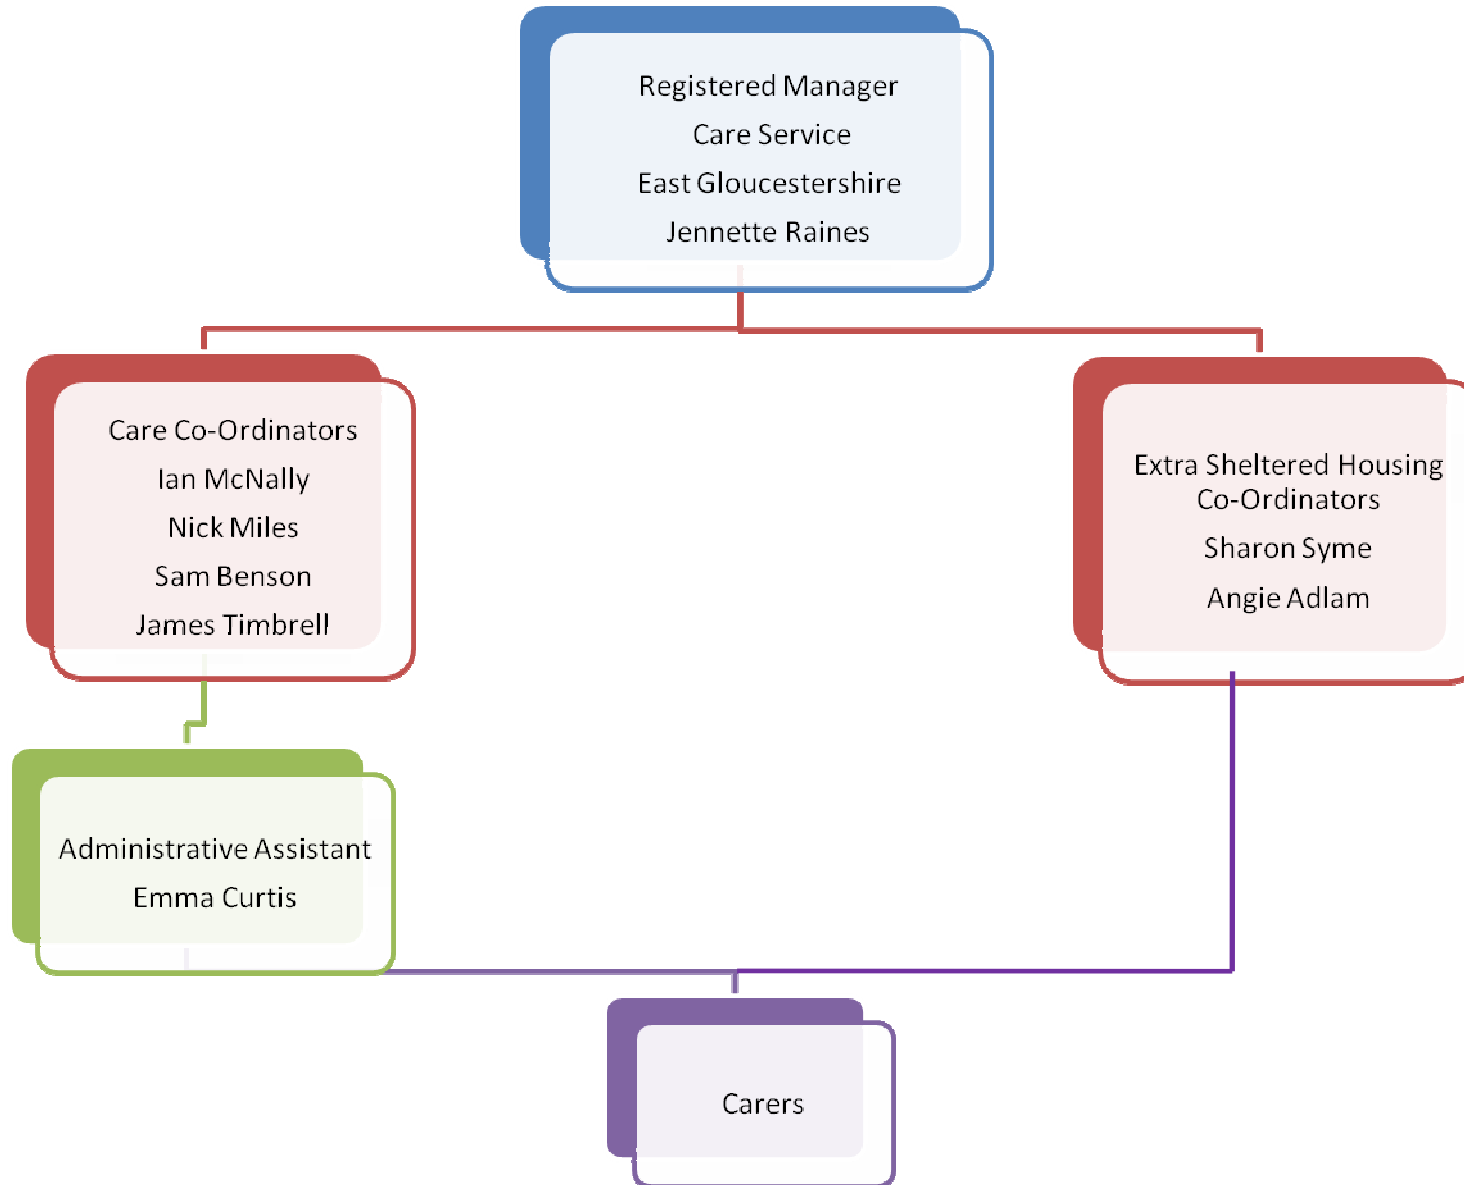 Registered Manager
Care Service
East Gloucestershire
Jennette Raines
Care Co-Ordinators
Ian McNally
Nick Miles
Sam Benson
James Timbrell
Extra Sheltered Housing
Co-Ordinators
Sharon Syme
Angie Adlam
Administrative Assistant
Emma Curtis
Carers